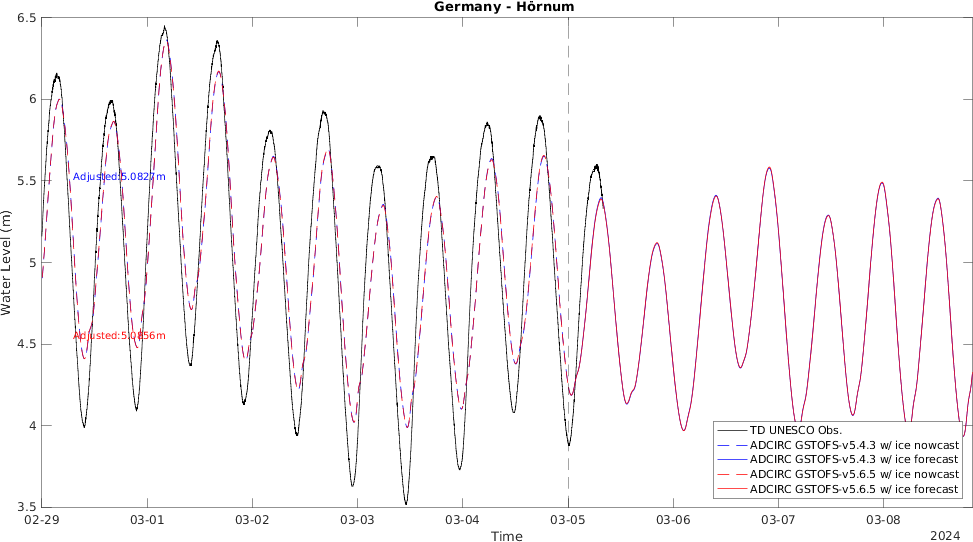 Germany - Hörnum
6.5
6
5.5
5
4.5
4
3.5
Water Level (m)
Adjusted:5.0827m
Adjusted:5.0856m
TD UNESCO Obs.
ADCIRC GSTOFS-v5.4.3 w/ ice nowcast
ADCIRC GSTOFS-v5.4.3 w/ ice forecast
ADCIRC GSTOFS-v5.6.5 w/ ice nowcast
ADCIRC GSTOFS-v5.6.5 w/ ice forecast
02-29 03-01 03-02 03-03 03-04 03-05 03-06 03-07 03-08
Time
2024